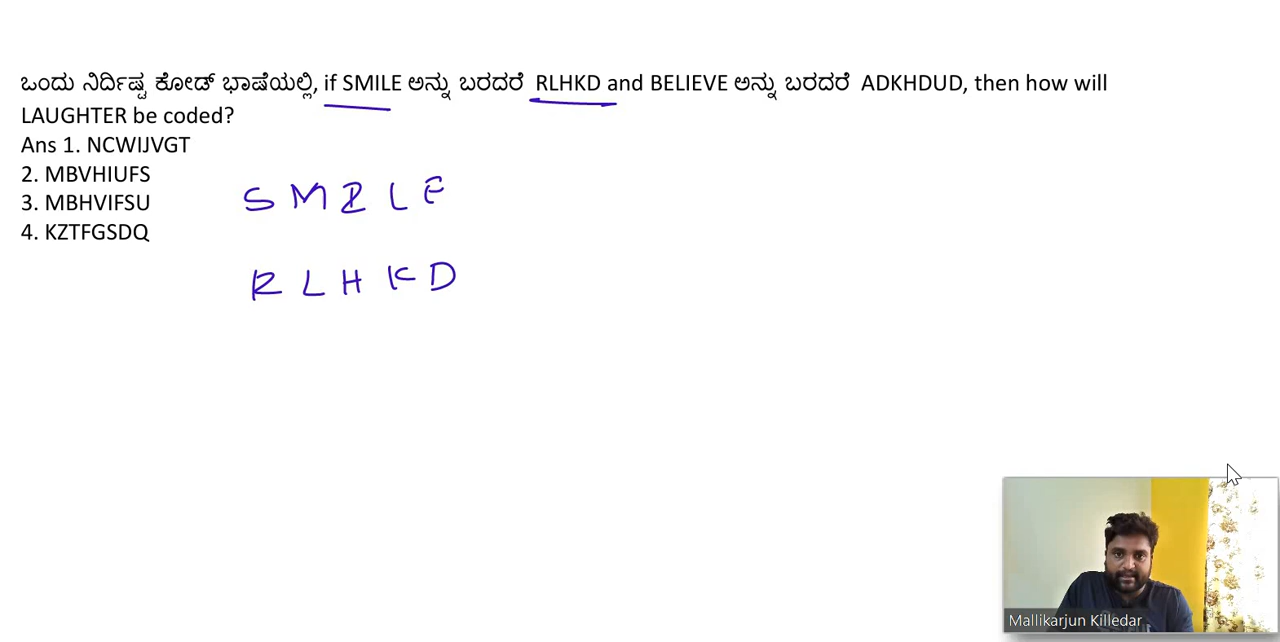 ಒಂದು ನಿರ್ದಿಷ್ಟ ಕೋಡ್ ಭಾಷೆಯಲ್ಲಿ, if SMILE ಅನ್ನು ಬರದರೆ RLHKD and BELIEVE ಅನ್ನು ಬರದರೆ ADKHDUD, then how will
LAUGHTER be coded?
Ans 1. NCWIJVGT
2. MBVHIUFS
3. MBHVIFSU
4. KZTFGSDQ
S M I L E
R L H K D
Mallikarjun Killedar